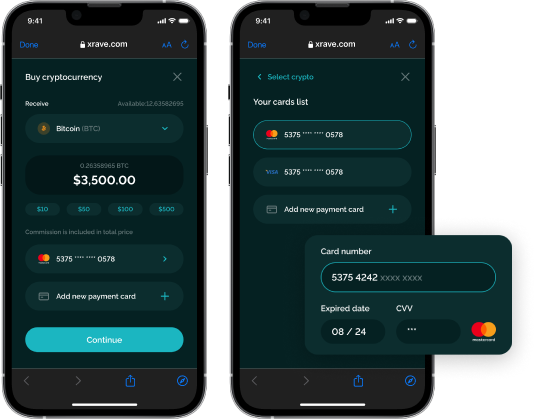 9:41
Done
xrave.com
AA
Buy cryptocurrency
Receive
Available 12.63582695
Bitcoin (BTC)
0.26358965 BTC
$3,500.00
$10 $50 $100 $500
Commission is included in total price
mastercard
5375 **** **** 0578
Add new payment card
Continue
9:41
Done
xrave.com
AA
Select crypto
Your cards list
mastercard
5375 **** **** 0578
VISA
5375 **** **** 0578
Add new payment card
Card number
5375 4242 xxxx xxxx
Expired date CVV
08 / 24 ***
mastercard